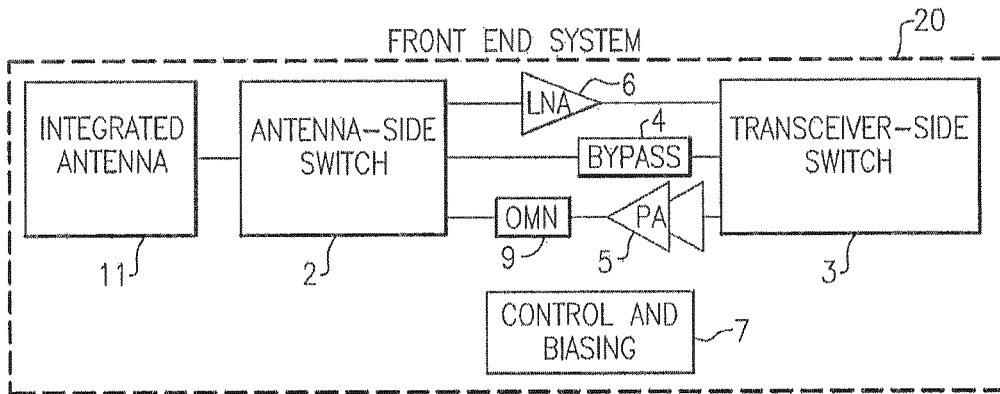 FRONT END SYSTEM
20
INTEGRATED
ANTENNA
11
ANTENNA-SIDE
SWITCH
2
LNA
6
4
BYPASS
OMN
9
PA
5
TRANSCEIVER-SIDE
SWITCH
3
CONTROL AND
BIASING
7